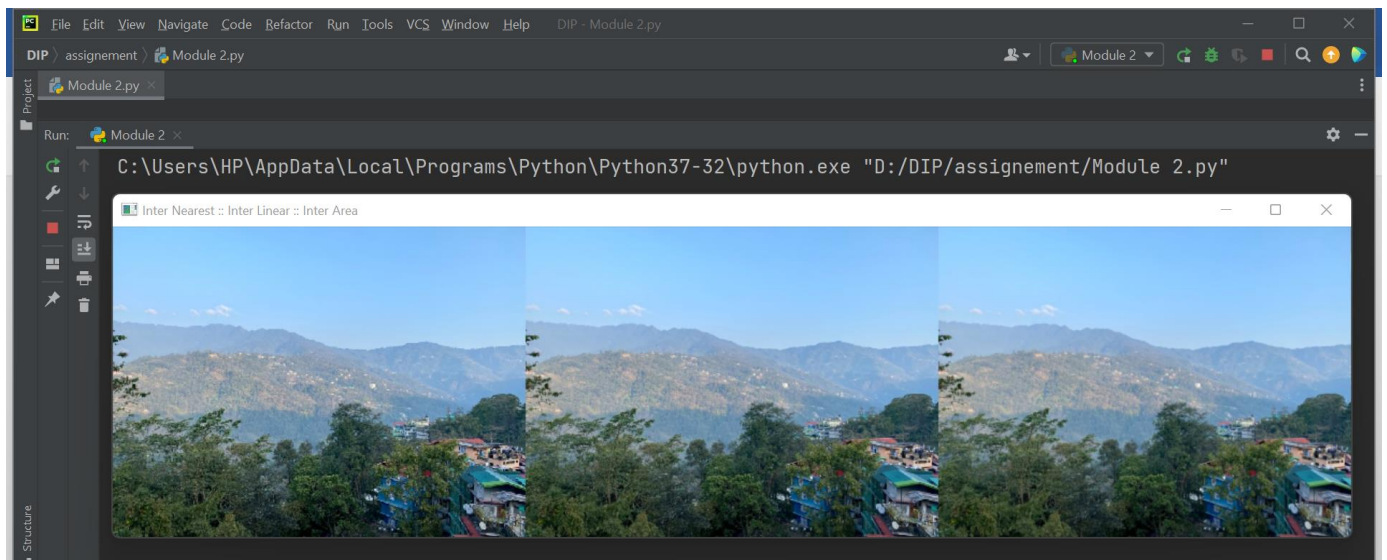 File Edit View Navigate Code Refactor Run Tools VCS Window Help DIP - Module 2.py
DIP assignement Module 2.py Module 2
Module 2.py
Project
Run: Module 2
C:\Users\HP\AppData\Local\Programs\Python\Python37-32\python.exe "D:/DIP/assignement/Module 2.py"
Inter Nearest :: Inter Linear :: Inter Area
Structure